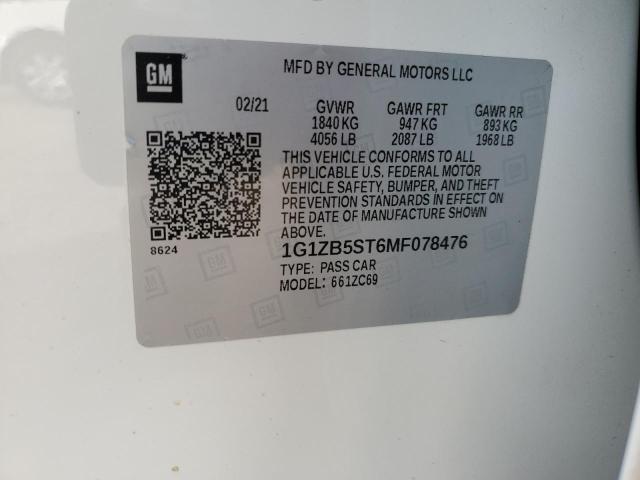 GM
MFD BY GENERAL MOTORS LLC
02/21 GVWR GAWR FRT GAWR RR
1840 KG 947 KG 893 KG
4056 LB 2087 LB 1968 LB
THIS VEHICLE CONFORMS TO ALL
APPLICABLE U.S. FEDERAL MOTOR
VEHICLE SAFETY, BUMPER, AND THEFT
PREVENTION STANDARDS IN EFFECT ON
THE DATE OF MANUFACTURE SHOWN
ABOVE.
8624
1G1ZB5ST6MF078476
TYPE: PASS CAR
MODEL: 661ZC69